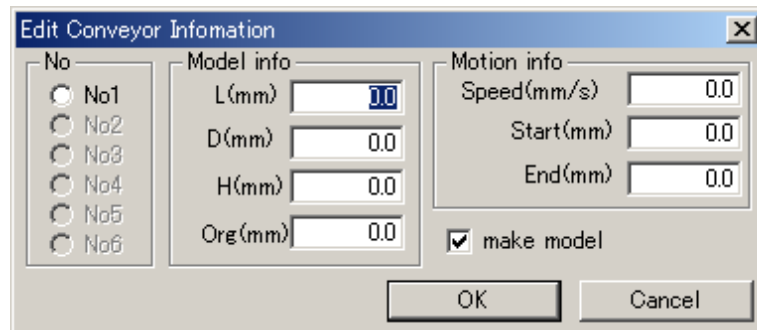 Edit Conveyor Infomation
No
No1
No2
No3
No4
No5
No6
Model info
L(mm) 0.0
D(mm) 0.0
H(mm) 0.0
Org(mm) 0.0
Motion info
Speed(mm/s) 0.0
Start(mm) 0.0
End(mm) 0.0
make model
OK Cancel